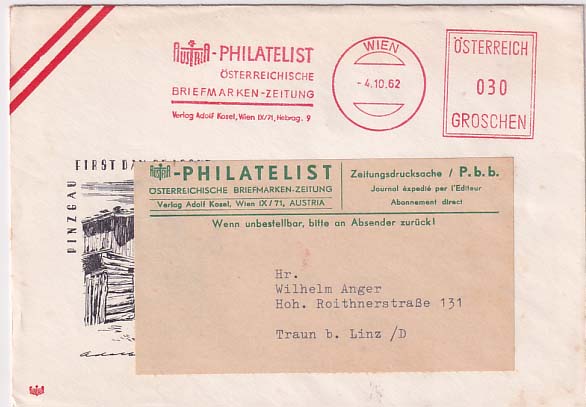 AUSTRIA-PHILATELIST
ÖSTERREICHISCHE
BRIEFMARKEN-ZEITUNG
Verlag Adolf Kosel, Wien IX/71, Hebrag. 9
WIEN
-4.10.62
ÖSTERREICH
030
GROSCHEN
FIRST DAY
PINZGAU
AUSTRIA-PHILATELIST
ÖSTERREICHISCHE BRIEFMARKEN-ZEITUNG
Verlag Adolf Kosel, Wien IX/71, AUSTRIA
Zeitungsdrucksache / P.b.b.
Journal éxpedié per l'Editeur
Abonnement direct
Wenn unbestellbar, bitte an Absender zurück!
Hr.
Wilhelm Anger
Hoh. Roithnerstraße 131
Traun b. Linz /D